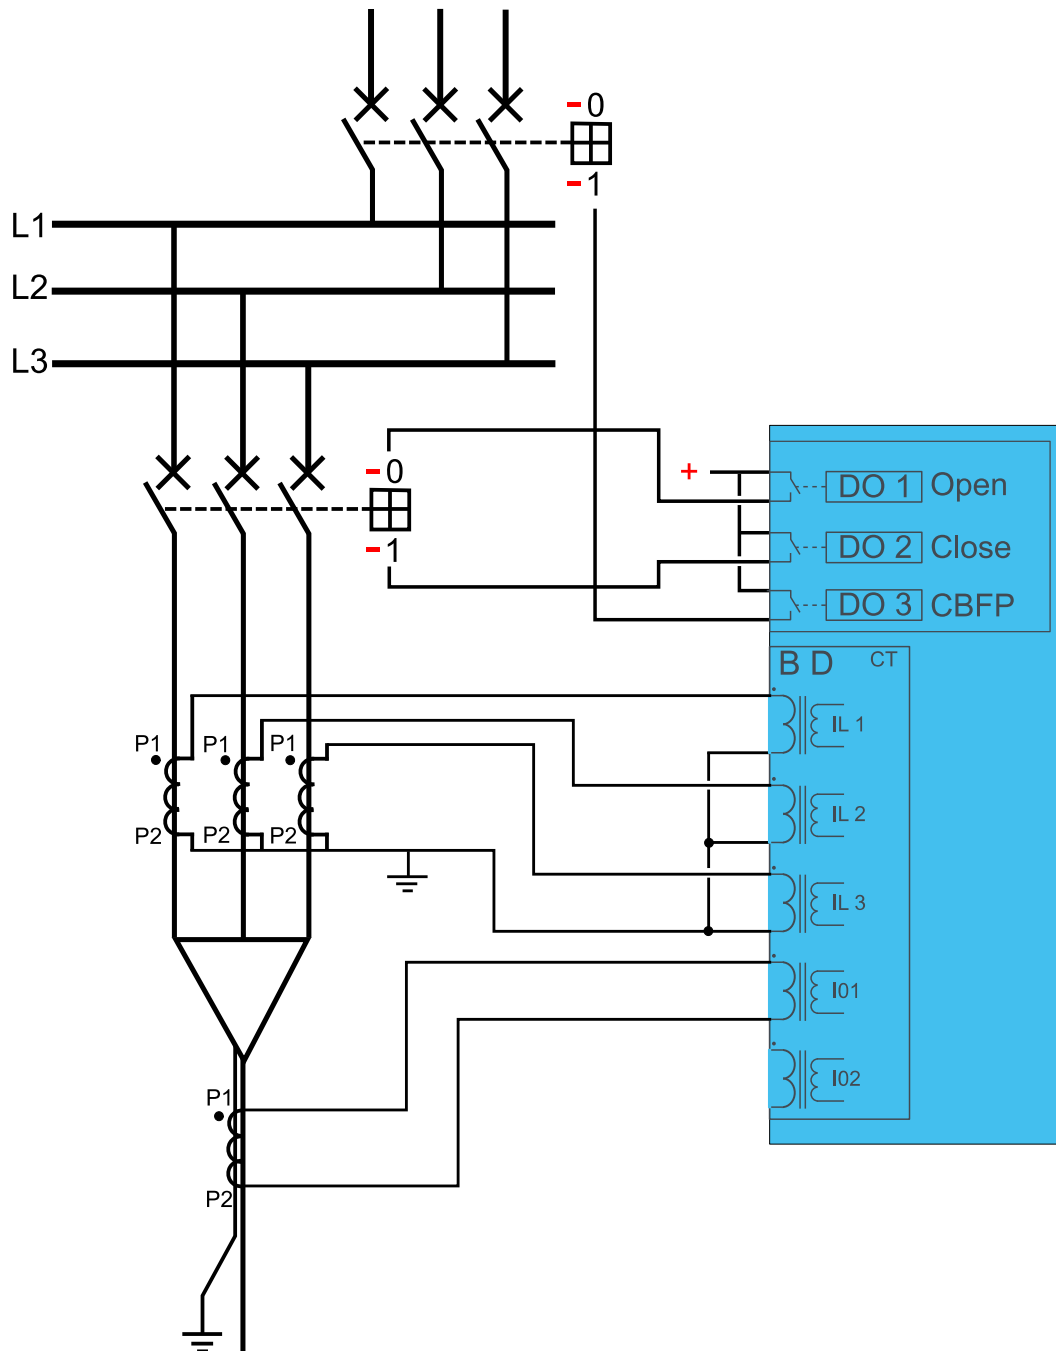 - 0
- 1
L1
L2
L3
- 0
- 1
+
DO 1 Open
DO 2 Close
DO 3 CBFP
B D CT
IL 1
P1 P1 P1
IL 2
P2 P2 P2
IL 3
I01
I02
P1
P2